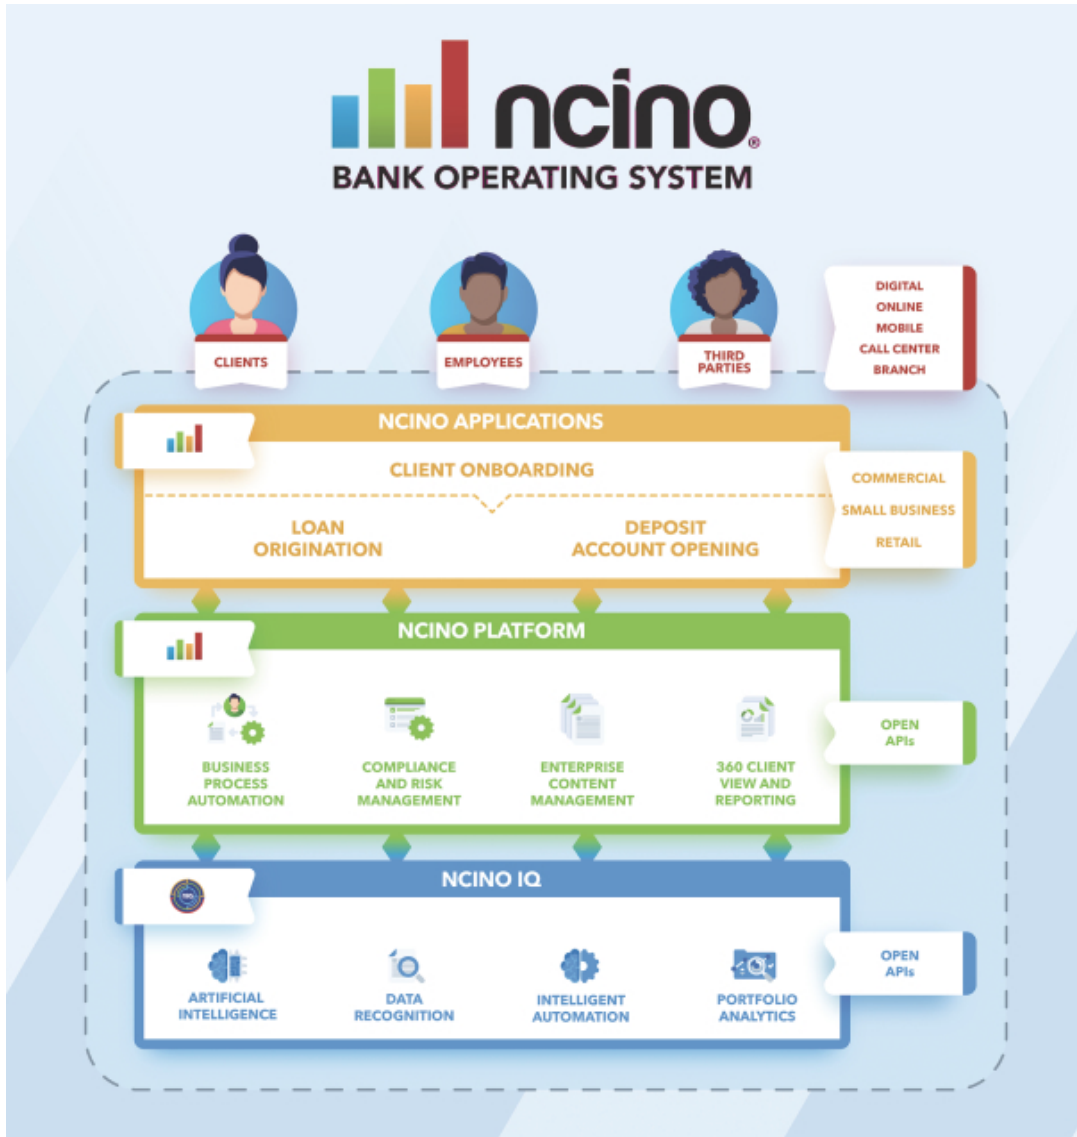 ncino®
BANK OPERATING SYSTEM
CLIENTS
EMPLOYEES
THIRD
PARTIES
DIGITAL
ONLINE
MOBILE
CALL CENTER
BRANCH
NCINO APPLICATIONS
CLIENT ONBOARDING
LOAN
ORIGINATION
DEPOSIT
ACCOUNT OPENING
COMMERCIAL
SMALL BUSINESS
RETAIL
NCINO PLATFORM
BUSINESS
PROCESS
AUTOMATION
COMPLIANCE
AND RISK
MANAGEMENT
ENTERPRISE
CONTENT
MANAGEMENT
360 CLIENT
VIEW AND
REPORTING
OPEN
APIs
NCINO IQ
ARTIFICIAL
INTELLIGENCE
DATA
RECOGNITION
INTELLIGENT
AUTOMATION
PORTFOLIO
ANALYTICS
OPEN
APIs